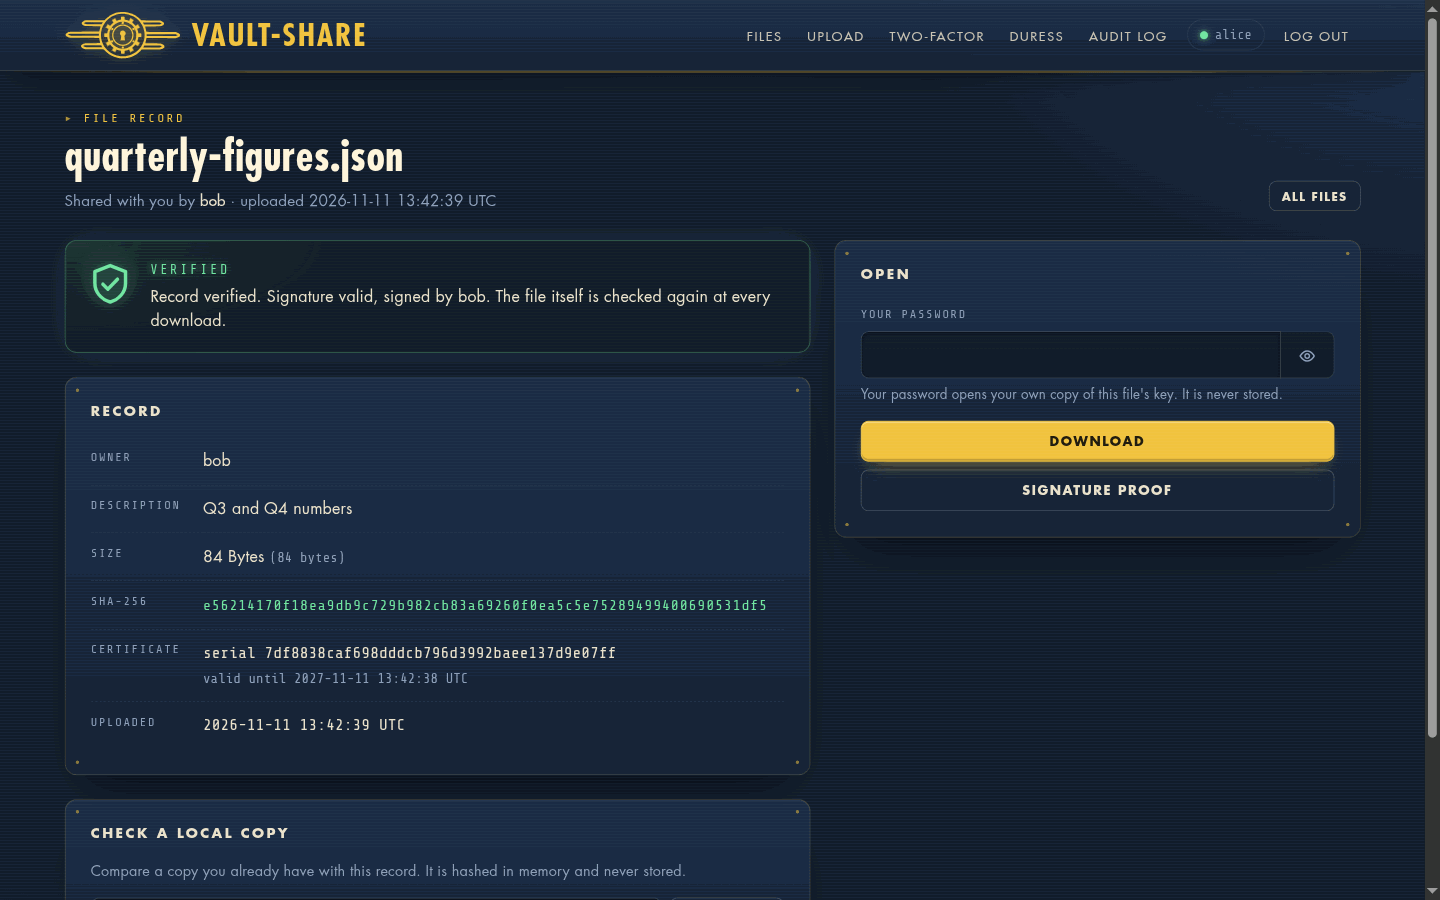 VAULT-SHARE
FILES UPLOAD TWO-FACTOR DURESS AUDIT LOG alice LOG OUT
FILE RECORD
quarterly-figures.json
Shared with you by bob · uploaded 2026-11-11 13:42:39 UTC
ALL FILES
VERIFIED
Record verified. Signature valid, signed by bob. The file itself is checked again at every
download.
RECORD
OWNER bob
DESCRIPTION Q3 and Q4 numbers
SIZE 84 Bytes (84 bytes)
SHA-256 e56214170f18ea9db9c729b982cb83a69260f0ea5c5e75289499400690531df5
CERTIFICATE serial 7df8838caf698dddcb796d3992baee137d9e07ff
valid until 2027-11-11 13:42:38 UTC
UPLOADED 2026-11-11 13:42:39 UTC
CHECK A LOCAL COPY
Compare a copy you already have with this record. It is hashed in memory and never stored.
OPEN
YOUR PASSWORD
Your password opens your own copy of this file's key. It is never stored.
DOWNLOAD
SIGNATURE PROOF